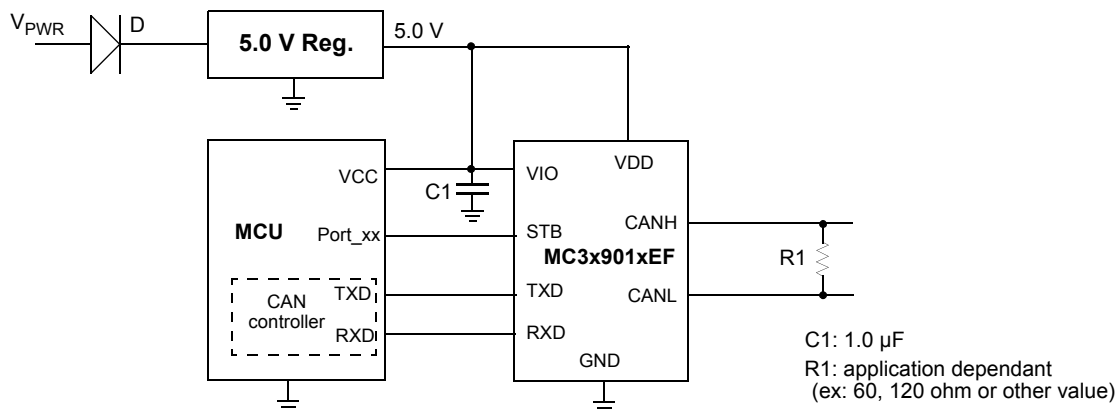 VPWR
D
5.0 V Reg.
5.0 V
VCC
C1
VIO
VDD
MCU
Port_xx
STB
CANH
MC3x901xEF
R1
CAN
controller
TXD
TXD
CANL
RXD
RXD
GND
C1: 1.0 µF
R1: application dependant
(ex: 60, 120 ohm or other value)